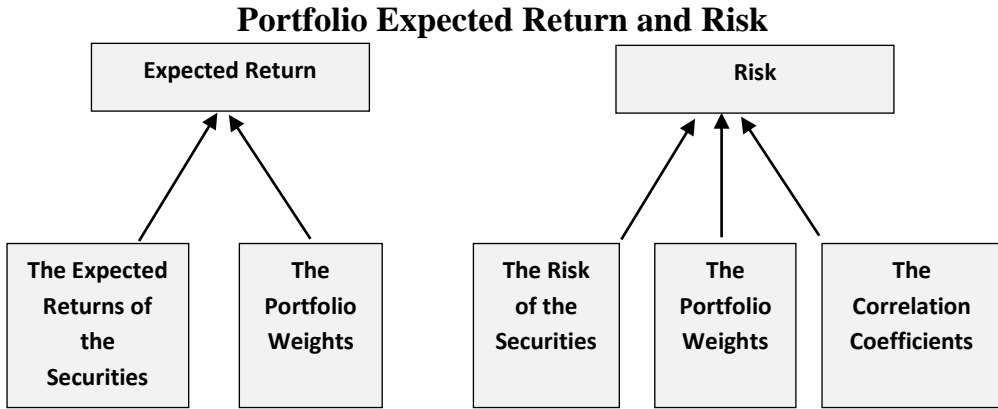 Portfolio Expected Return and Risk
Expected Return
Risk
The Expected
Returns of
the
Securities
The
Portfolio
Weights
The Risk
of the
Securities
The
Portfolio
Weights
The
Correlation
Coefficients